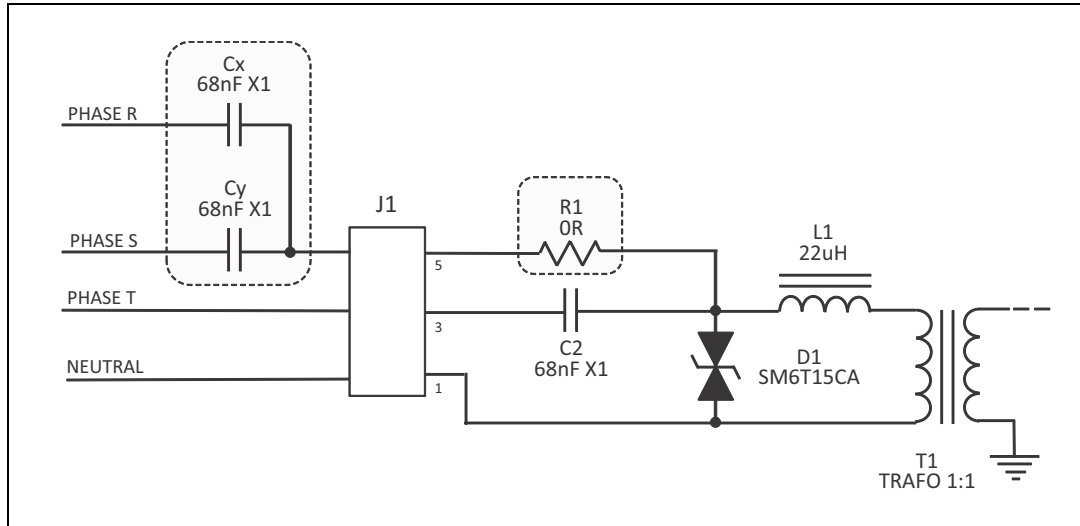 Cx
68nF X1
PHASE R
Cy
68nF X1
PHASE S
J1
R1
0R
5
L1
22uH
PHASE T
3
C2
68nF X1
D1
SM6T15CA
NEUTRAL
1
T1
TRAFO 1:1